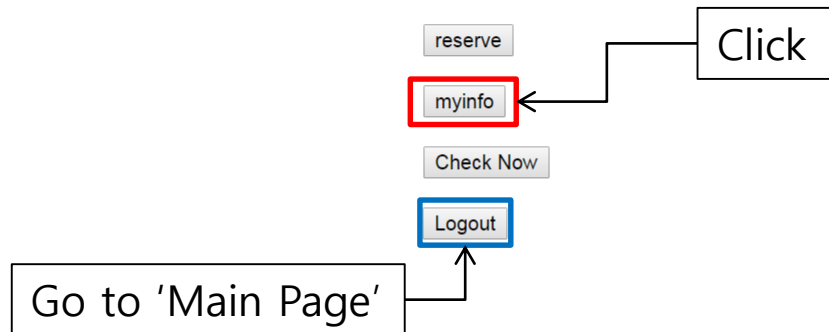 reserve
Click
myinfo
Check Now
Logout
Go to ‘Main Page’